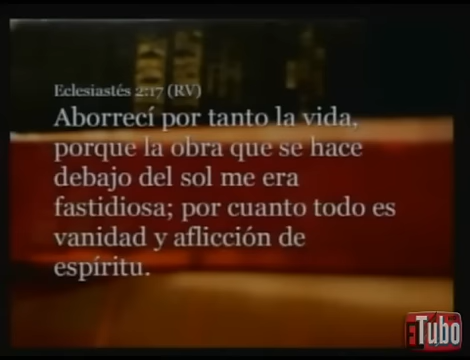 Eclesiastés 2:17 (RV)
Aborrecí por tanto la vida,
porque la obra que se hace
debajo del sol me era
fastidiosa; por cuanto todo es
vanidad y aflicción de
espíritu.
Tubo